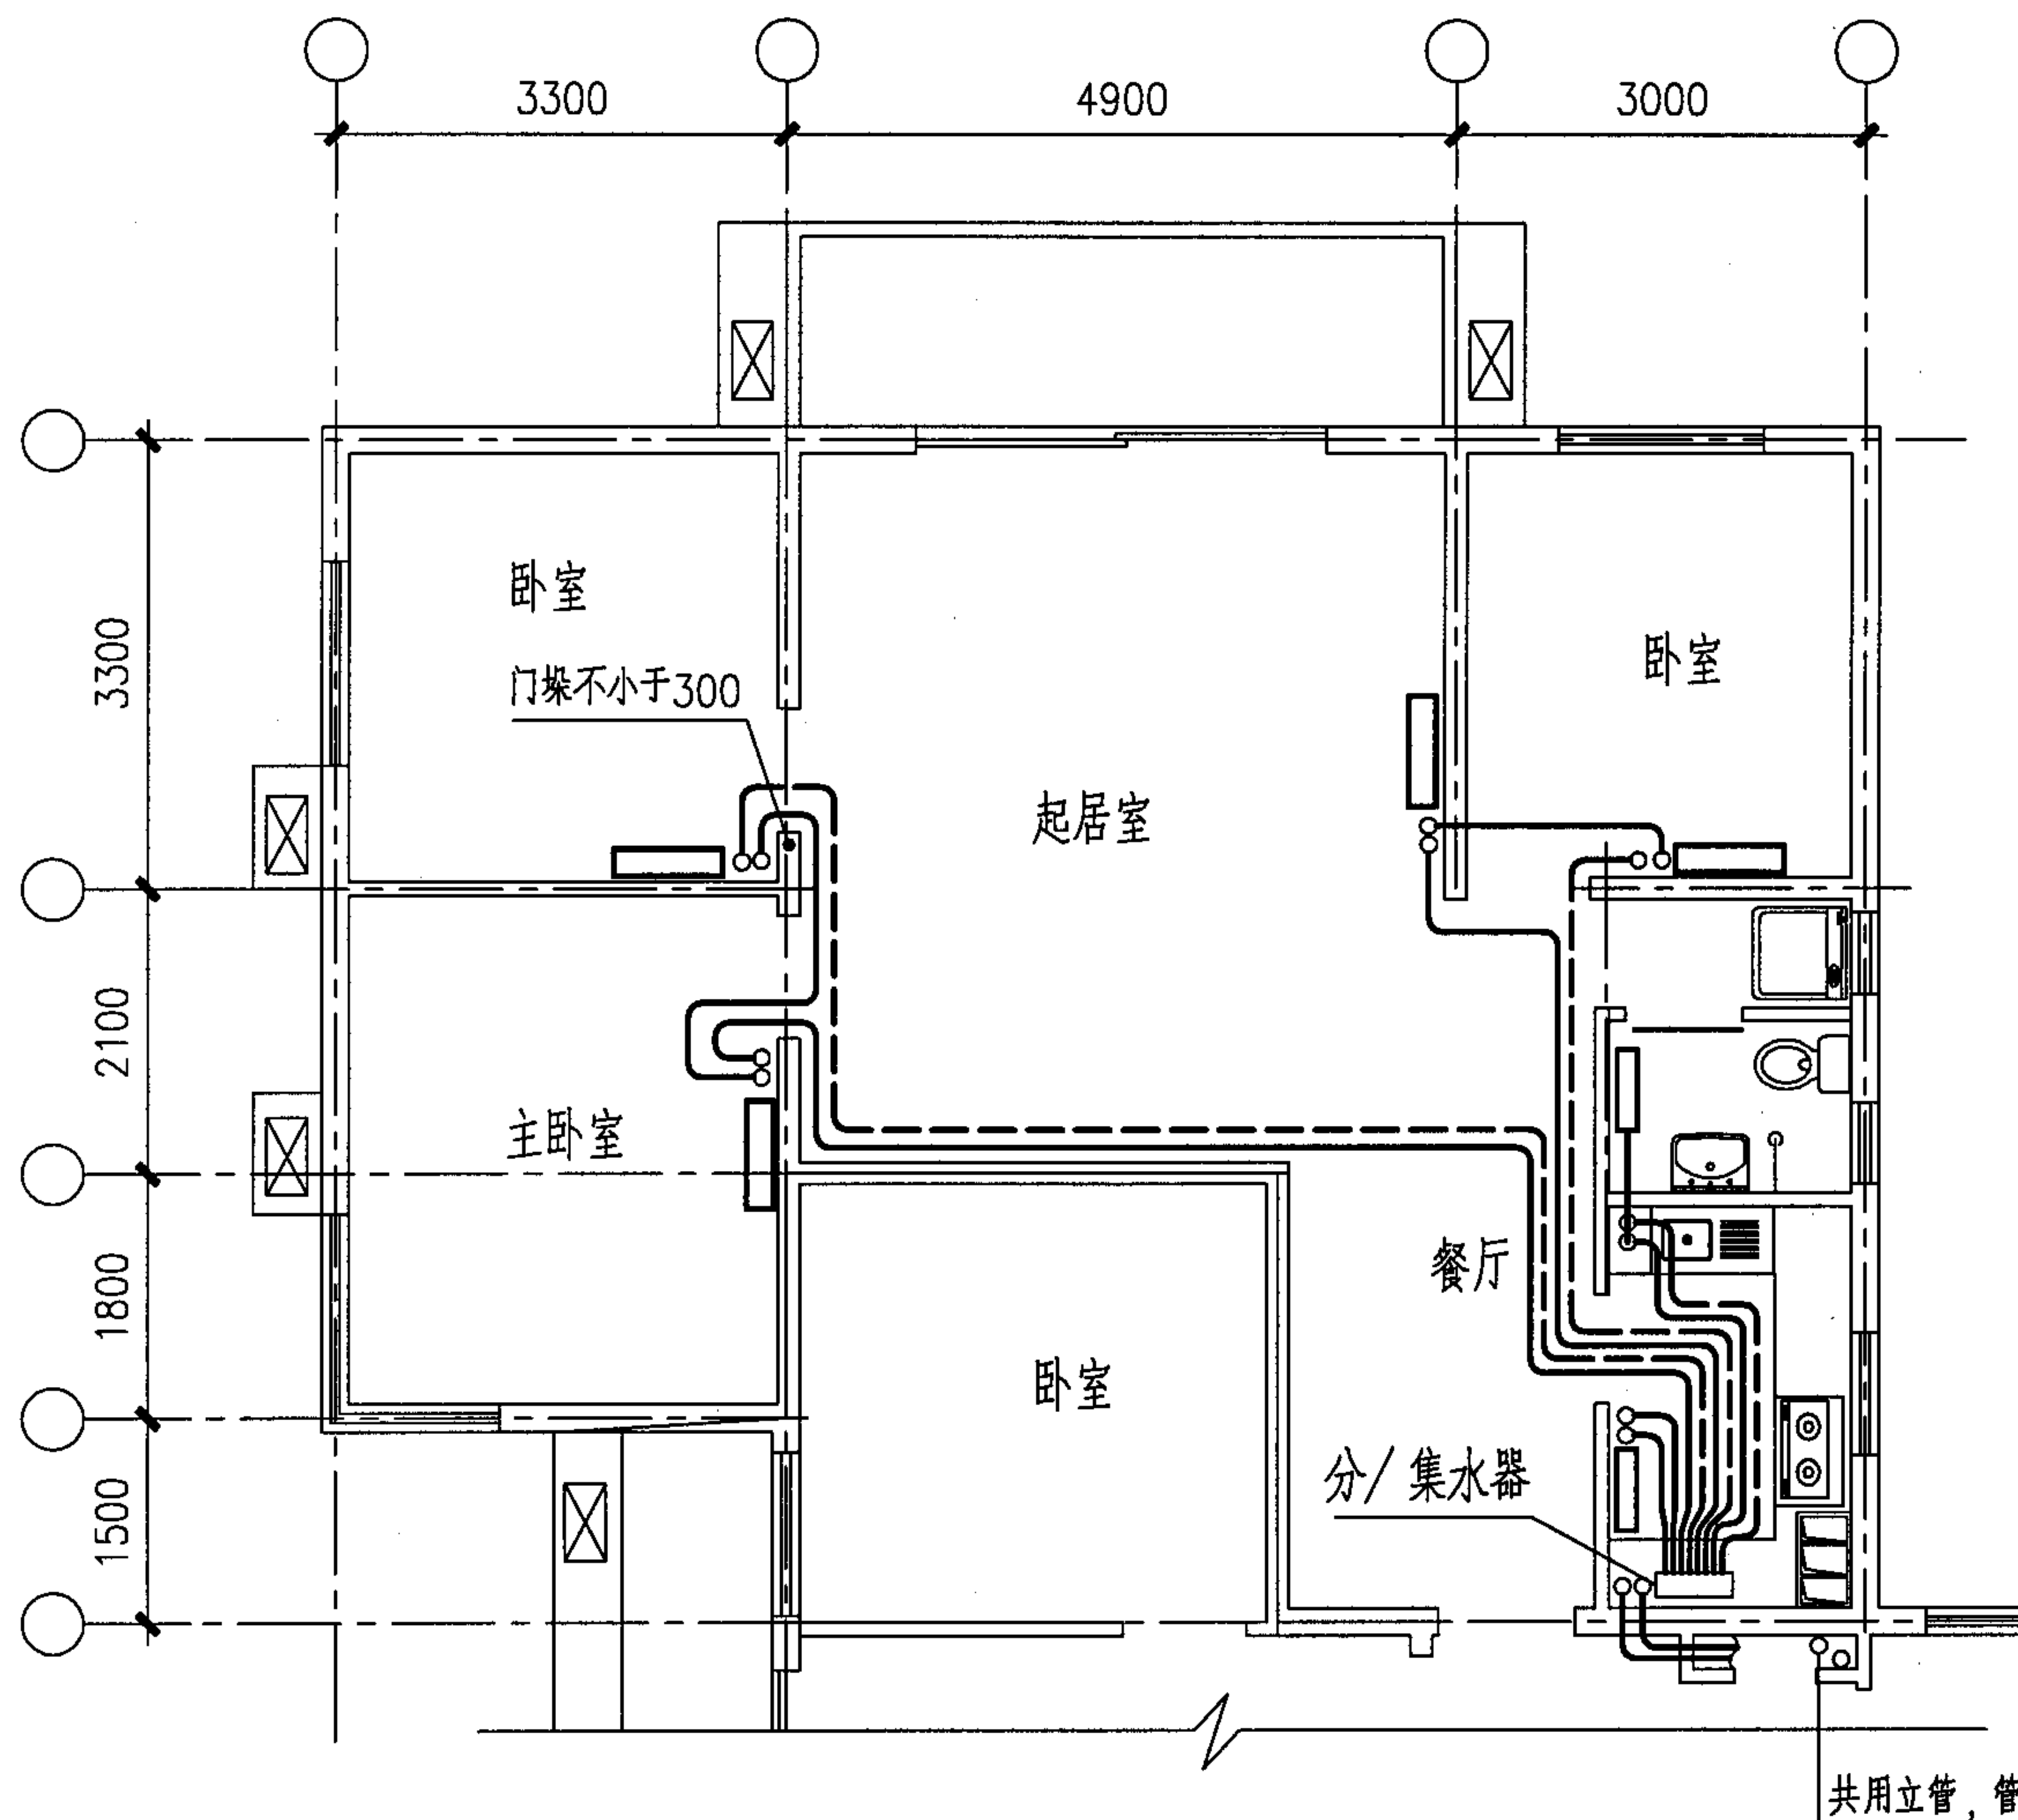 3300
4900
3000
3300
2100
1800
1500
卧室
门垛不小于300
起居室
卧室
主卧室
餐厅
卧室
分/集水器
共用立管,管